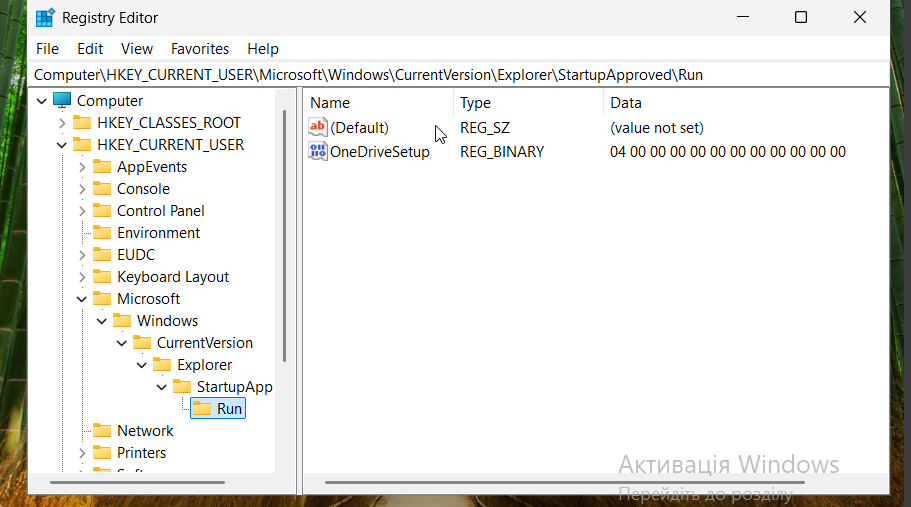 Registry Editor
File Edit View Favorites Help
Computer\HKEY_CURRENT_USER\Microsoft\Windows\CurrentVersion\Explorer\StartupApproved\Run
Computer
HKEY_CLASSES_ROOT
HKEY_CURRENT_USER
AppEvents
Console
Control Panel
Environment
EUDC
Keyboard Layout
Microsoft
Windows
CurrentVersion
Explorer
StartupApp
Run
Network
Printers
Name Type Data
(Default) REG_SZ (value not set)
OneDriveSetup REG_BINARY 04 00 00 00 00 00 00 00 00 00 00 00
Активація Windows
Перейдіть до розділу